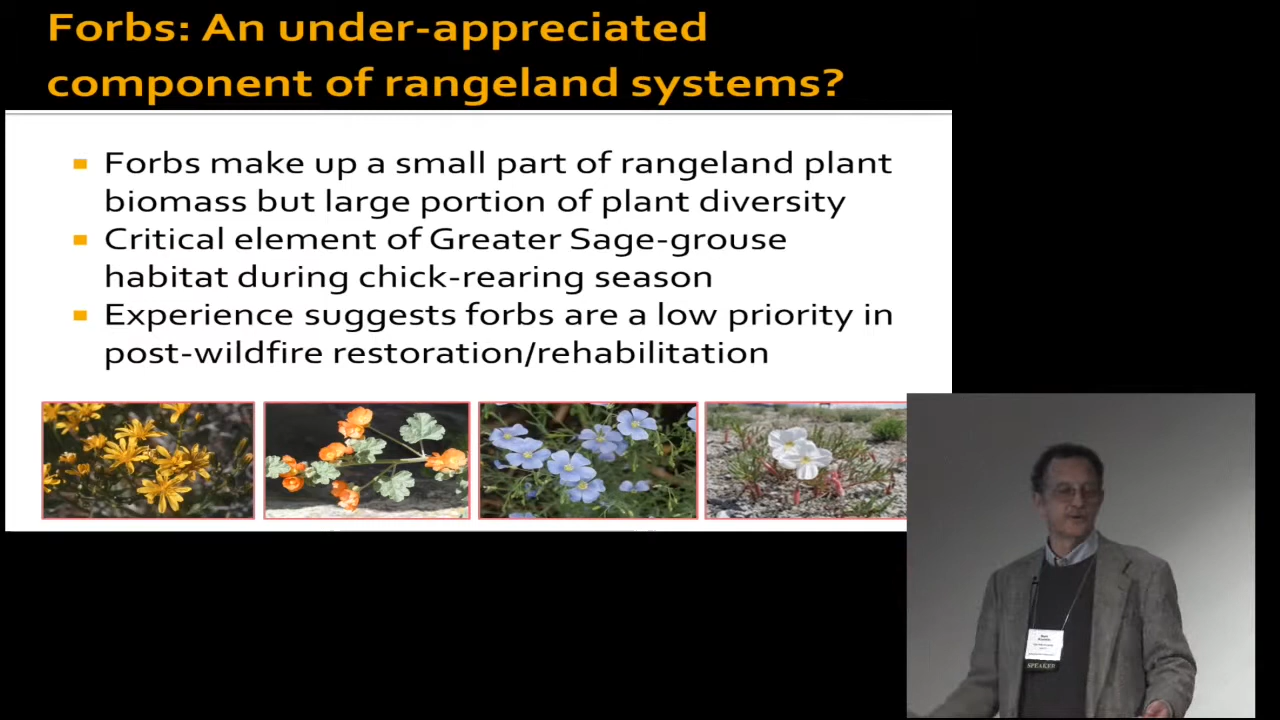 Forbs: An under-appreciated
component of rangeland systems?
Forbs make up a small part of rangeland plant
biomass but large portion of plant diversity
Critical element of Greater Sage-grouse
habitat during chick-rearing season
Experience suggests forbs are a low priority in
post-wildfire restoration/rehabilitation
SPEAKER